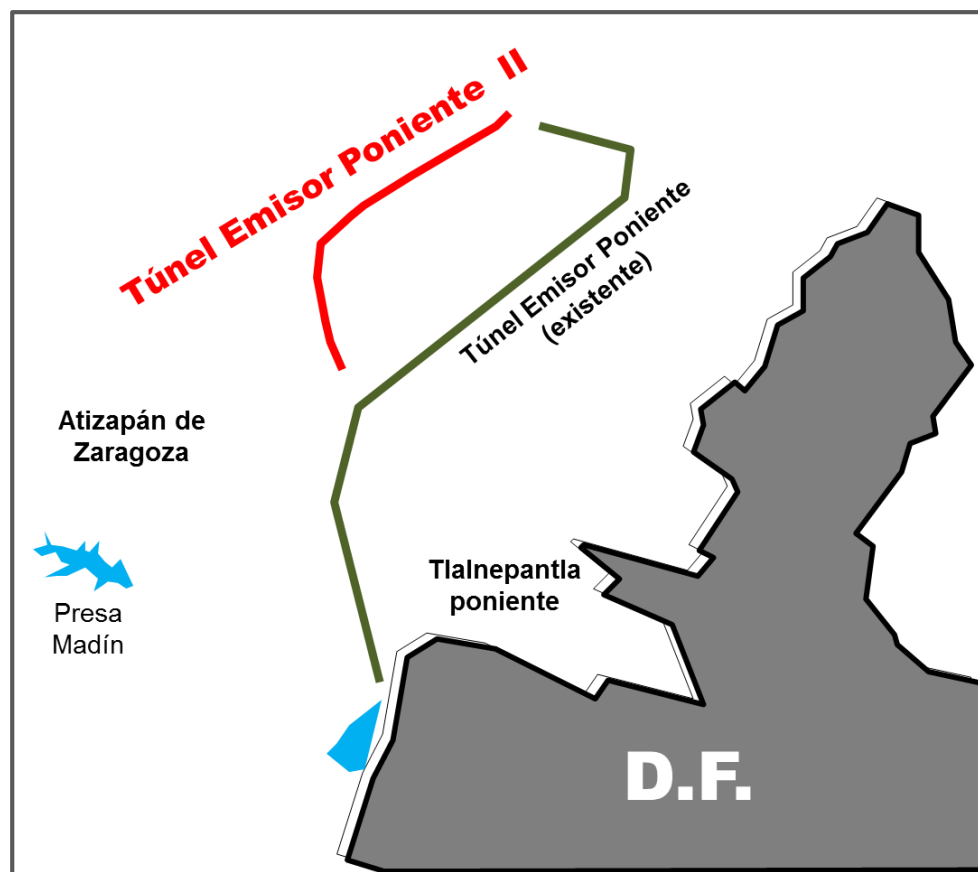 Túnel Emisor Poniente II
Túnel Emisor Poniente
(existente)
Atizapán de
Zaragoza
Tlalnepantla
poniente
Presa
Madín
D.F.